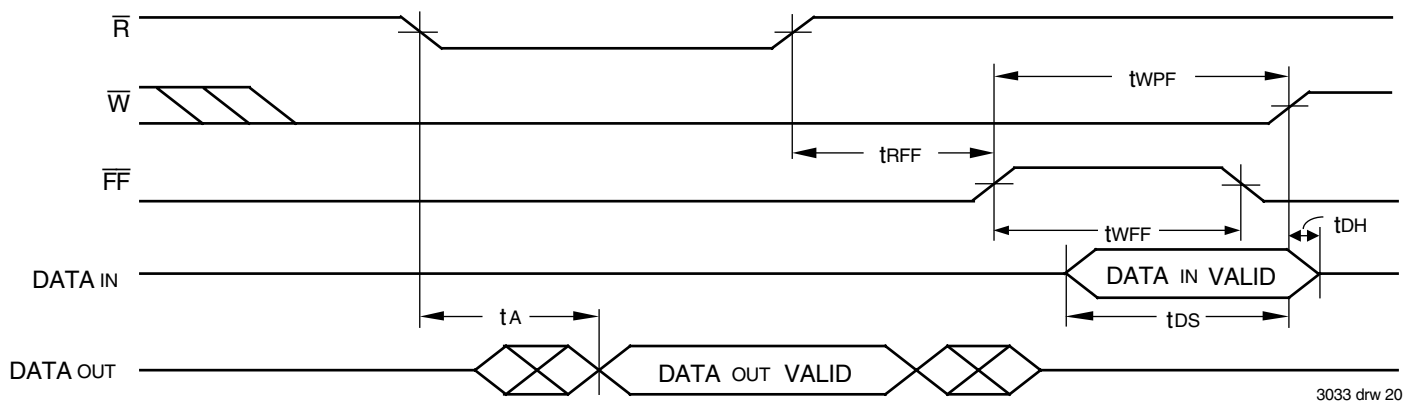 R̅
tWPF
W̅
tRFF
F̅F̅
tDH
tWFF
DATA IN
DATA IN VALID
tA
tDS
DATA OUT
DATA OUT VALID
3033 drw 20